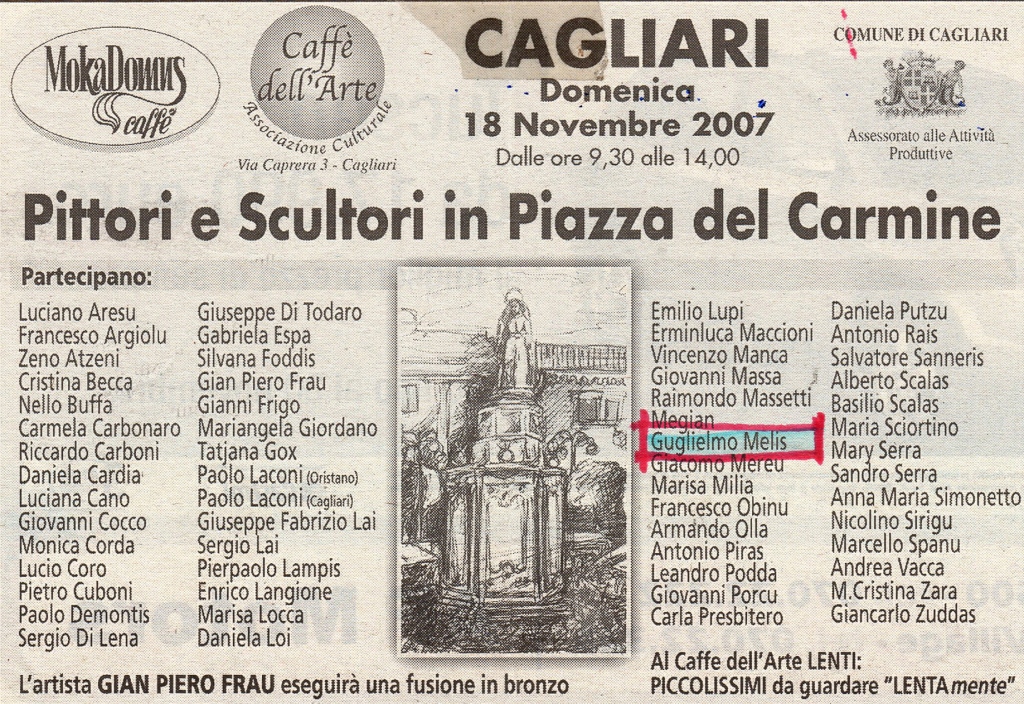 MokaDomus
caffè
Caffè
dell'Arte
Associazione Culturale
Via Caprera 3 - Cagliari
CAGLIARI
Domenica
18 Novembre 2007
Dalle ore 9,30 alle 14,00
COMUNE DI CAGLIARI
Assessorato alle Attività
Produttive
Pittori e Scultori in Piazza del Carmine
Partecipano:
Luciano Aresu
Francesco Argiolu
Zeno Atzeni
Cristina Becca
Nello Buffa
Carmela Carbonaro
Riccardo Carboni
Daniela Cardia
Luciana Cano
Giovanni Cocco
Monica Corda
Lucio Coro
Pietro Cuboni
Paolo Demontis
Sergio Di Lena
Giuseppe Di Todaro
Gabriela Espa
Silvana Foddis
Gian Piero Frau
Gianni Frigo
Mariangela Giordano
Tatjana Gox
Paolo Laconi (Oristano)
Paolo Laconi (Cagliari)
Giuseppe Fabrizio Lai
Sergio Lai
Pierpaolo Lampis
Enrico Langione
Marisa Locca
Daniela Loi
Emilio Lupi
Erminluca Maccioni
Vincenzo Manca
Giovanni Massa
Raimondo Massetti
Megian
Guglielmo Melis
Giacomo Mereu
Marisa Milia
Francesco Obinu
Armando Olla
Antonio Piras
Leandro Podda
Giovanni Porcu
Carla Presbitero
Daniela Putzu
Antonio Rais
Salvatore Sanneris
Alberto Scalas
Basilio Scalas
Maria Sciortino
Mary Serra
Sandro Serra
Anna Maria Simonetto
Nicolino Sirigu
Marcello Spanu
Andrea Vacca
M.Cristina Zara
Giancarlo Zuddas
L'artista GIAN PIERO FRAU eseguirà una fusione in bronzo
Al Caffe dell'Arte LENTI:
PICCOLISSIMI da guardare "LENTAmente"